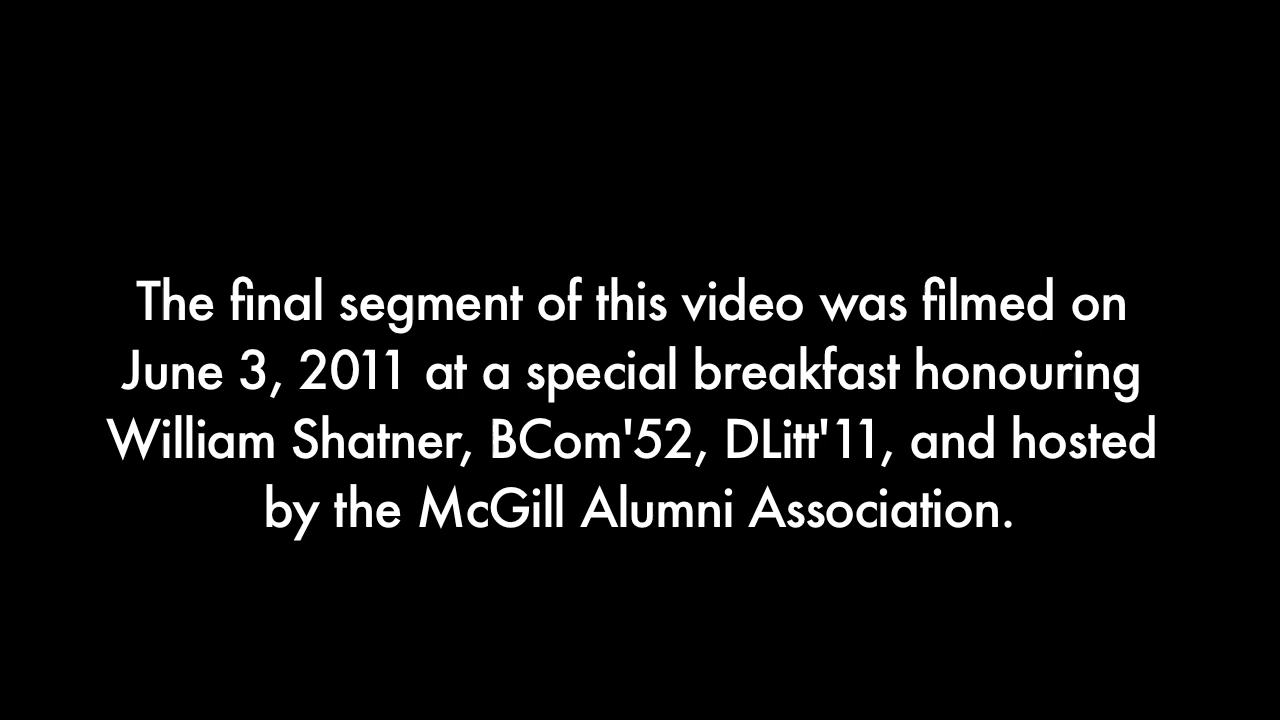 The final segment of this video was filmed on
June 3, 2011 at a special breakfast honouring
William Shatner, BCom'52, DLitt'11, and hosted
by the McGill Alumni Association.